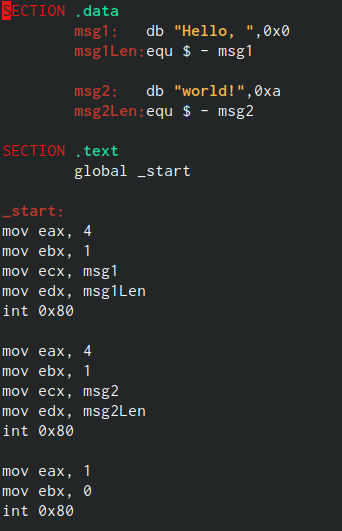 SECTION .data
msg1: db "Hello, ",0x0
msg1Len:equ $ - msg1
msg2: db "world!",0xa
msg2Len:equ $ - msg2
SECTION .text
global _start
_start:
mov eax, 4
mov ebx, 1
mov ecx, msg1
mov edx, msg1Len
int 0x80
mov eax, 4
mov ebx, 1
mov ecx, msg2
mov edx, msg2Len
int 0x80
mov eax, 1
mov ebx, 0
int 0x80